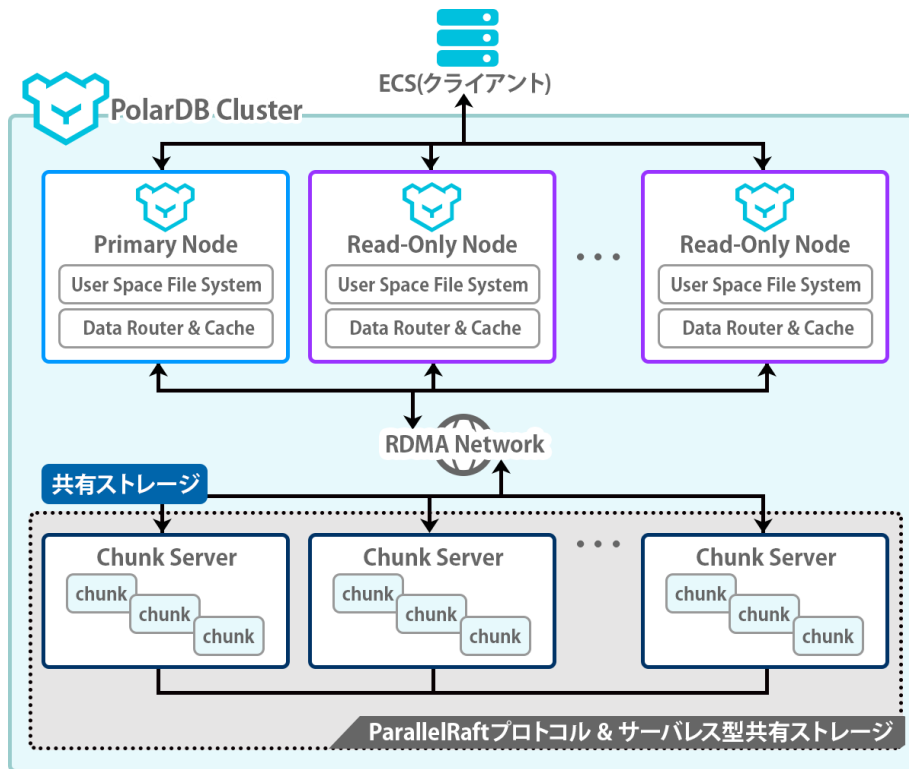 ECS(クライアント)
PolarDB Cluster
Primary Node
User Space File System
Data Router & Cache
Read-Only Node
User Space File System
Data Router & Cache
• • •
Read-Only Node
User Space File System
Data Router & Cache
RDMA Network
共有ストレージ
Chunk Server
chunk
chunk
chunk
Chunk Server
chunk
chunk
chunk
• • •
Chunk Server
chunk
chunk
chunk
ParallelRaftプロトコル & サーバレス型共有ストレージ